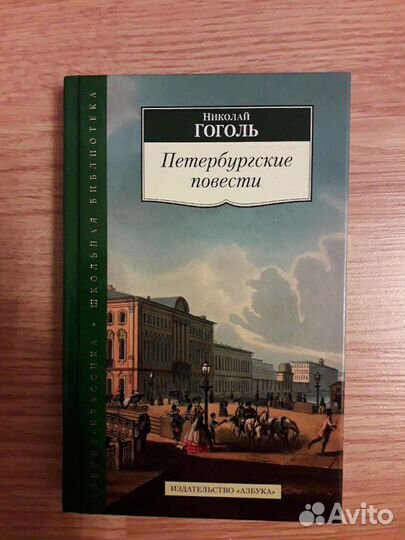 НИКОЛАЙ
ГОГОЛЬ
Петербургские
повести
АЗБУКА-КЛАССИКА • ШКОЛЬНАЯ БИБЛИОТЕКА
ИЗДАТЕЛЬСТВО «АЗБУКА»
Avito